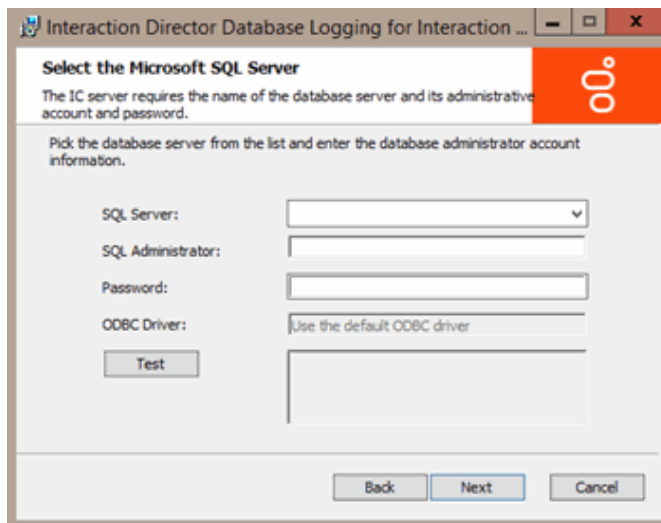 Interaction Director Database Logging for Interaction ...
Select the Microsoft SQL Server
The IC server requires the name of the database server and its administrative
account and password.
Pick the database server from the list and enter the database administrator account
information.
SQL Server:
SQL Administrator:
Password:
ODBC Driver:
Use the default ODBC driver
Test
Back
Next
Cancel